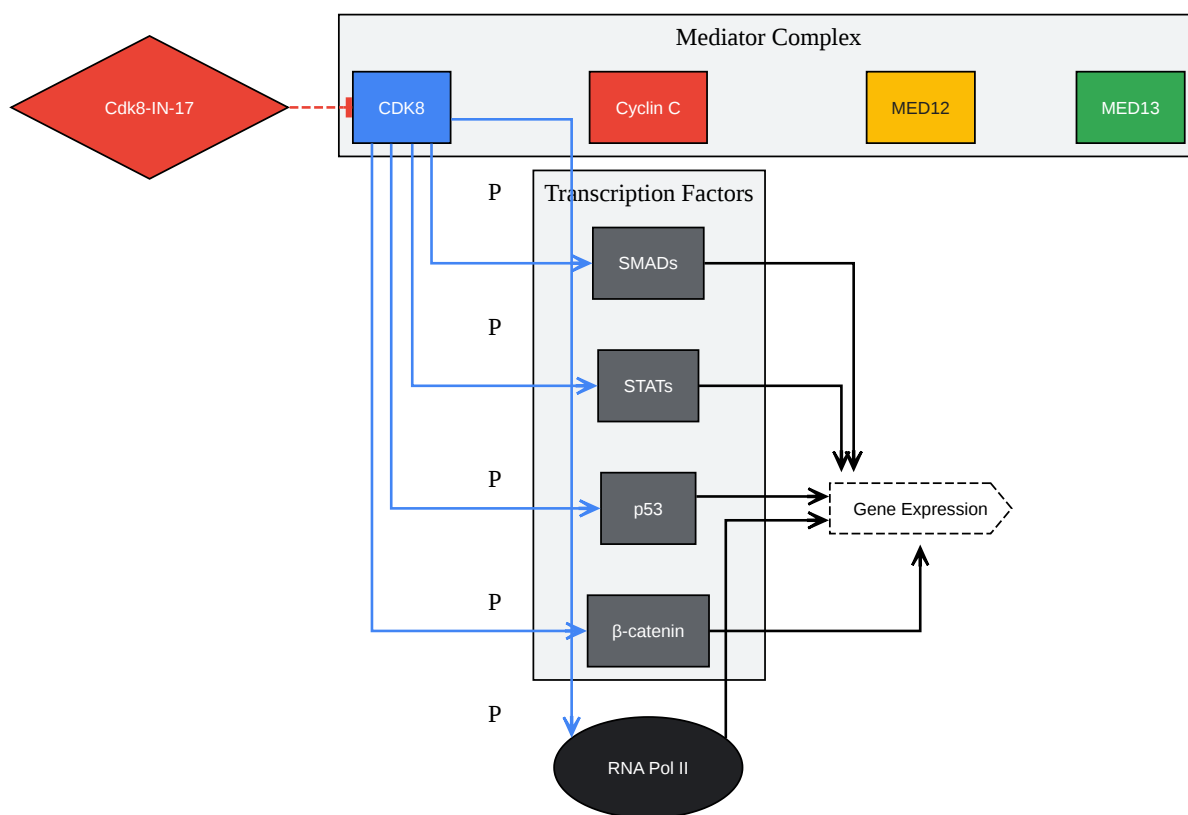 Mediator Complex
Cdk8-IN-17
CDK8
Cyclin C
MED12
MED13
P
Transcription Factors
SMADs
P
STATs
P
p53
Gene Expression
P
β-catenin
P
RNA Pol II